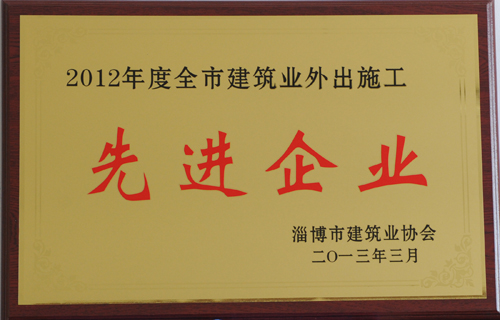 2012年度全市建筑业外出施工
先进企业
淄博市建筑业协会
二〇一三年三月